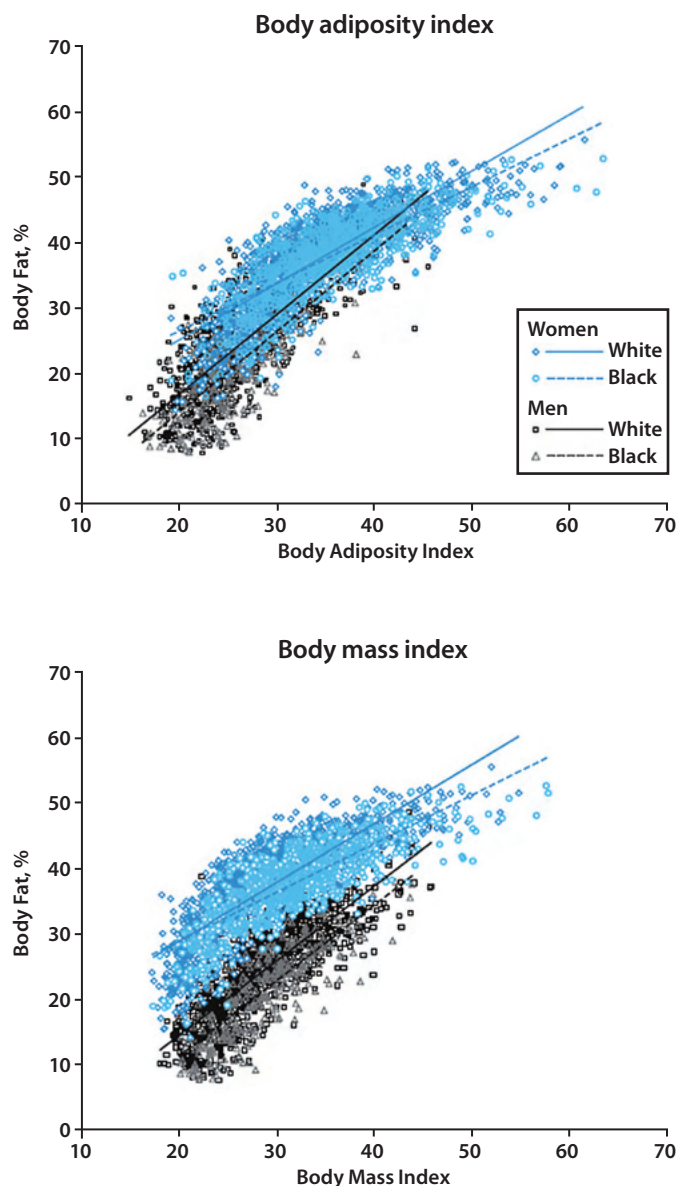 Body adiposity index
70
60
50
40
30
20
10
0
Body Fat, %
10 20 30 40 50 60 70
Body Adiposity Index
Women
White
Black
Men
White
Black
Body mass index
70
60
50
40
30
20
10
0
Body Fat, %
10 20 30 40 50 60 70
Body Mass Index